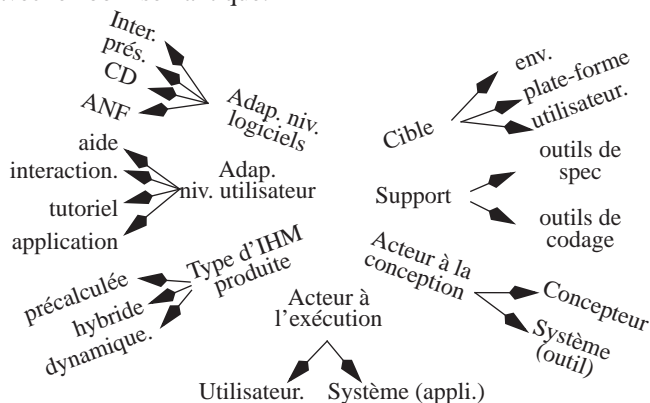 Inter.
prés.
CD
ANF
Adap. niv.
logiciels
aide
interaction.
tutoriel
application
Adap.
niv. utilisateur
précalculée
hybride
dynamique.
Type d'IHM
produite
Acteur à
l'exécution
Utilisateur.
Système (appli.)
env.
plate-forme
utilisateur.
Cible
outils de
spec
Support
outils de
codage
Acteur à la
conception
Concepteur
Système
(outil)